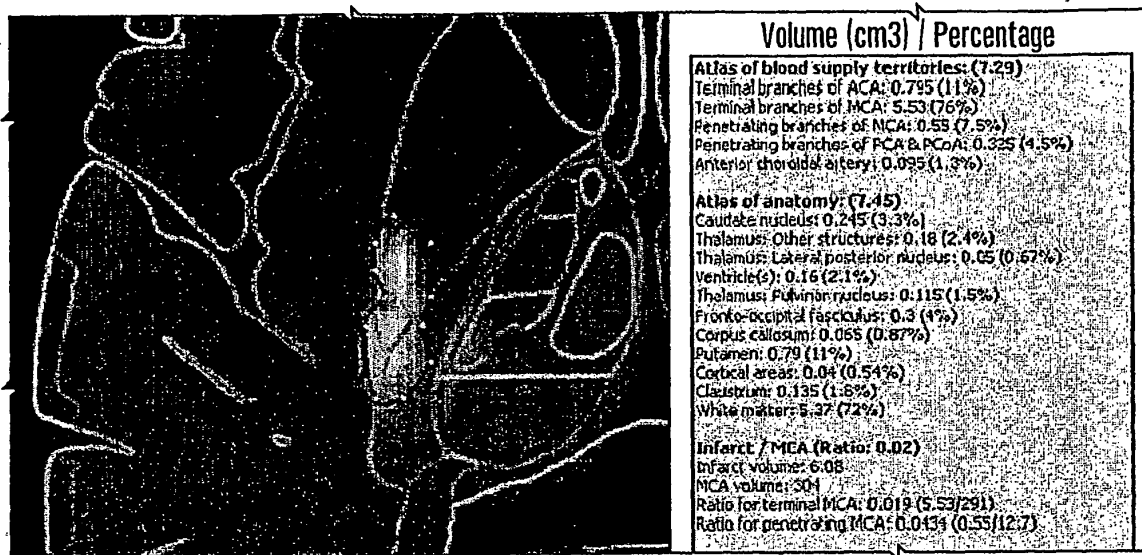 Volume (cm3) / Percentage
Atlas of blood supply territories: (7.29)
Terminal branches of ACA: 0.795 (11%)
Terminal branches of MCA: 5.53 (76%)
Penetrating branches of MCA: 0.55 (7.5%)
Penetrating branches of PCA & PCoA: 0.325 (4.5%)
Anterior choroidal artery: 0.095 (1.3%)
Atlas of anatomy: (7.45)
Caudate nucleus: 0.245 (3.3%)
Thalamus: Other structures: 0.18 (2.4%)
Thalamus: Lateral posterior nucleus: 0.05 (0.67%)
Ventricle(s): 0.16 (2.1%)
Thalamus: Pulvinar nucleus: 0.115 (1.5%)
Fronto-occipital fasciculus: 0.3 (4%)
Corpus callosum: 0.065 (0.87%)
Putamen: 0.79 (11%)
Cortical areas: 0.04 (0.54%)
Claustrum: 0.135 (1.8%)
White matter: 5.37 (72%)
Infarct / MCA (Ratio: 0.02)
Infarct volume: 6.08
MCA volume: 304
Ratio for terminal MCA: 0.019 (5.53/291)
Ratio for penetrating MCA: 0.0434 (0.55/12.7)